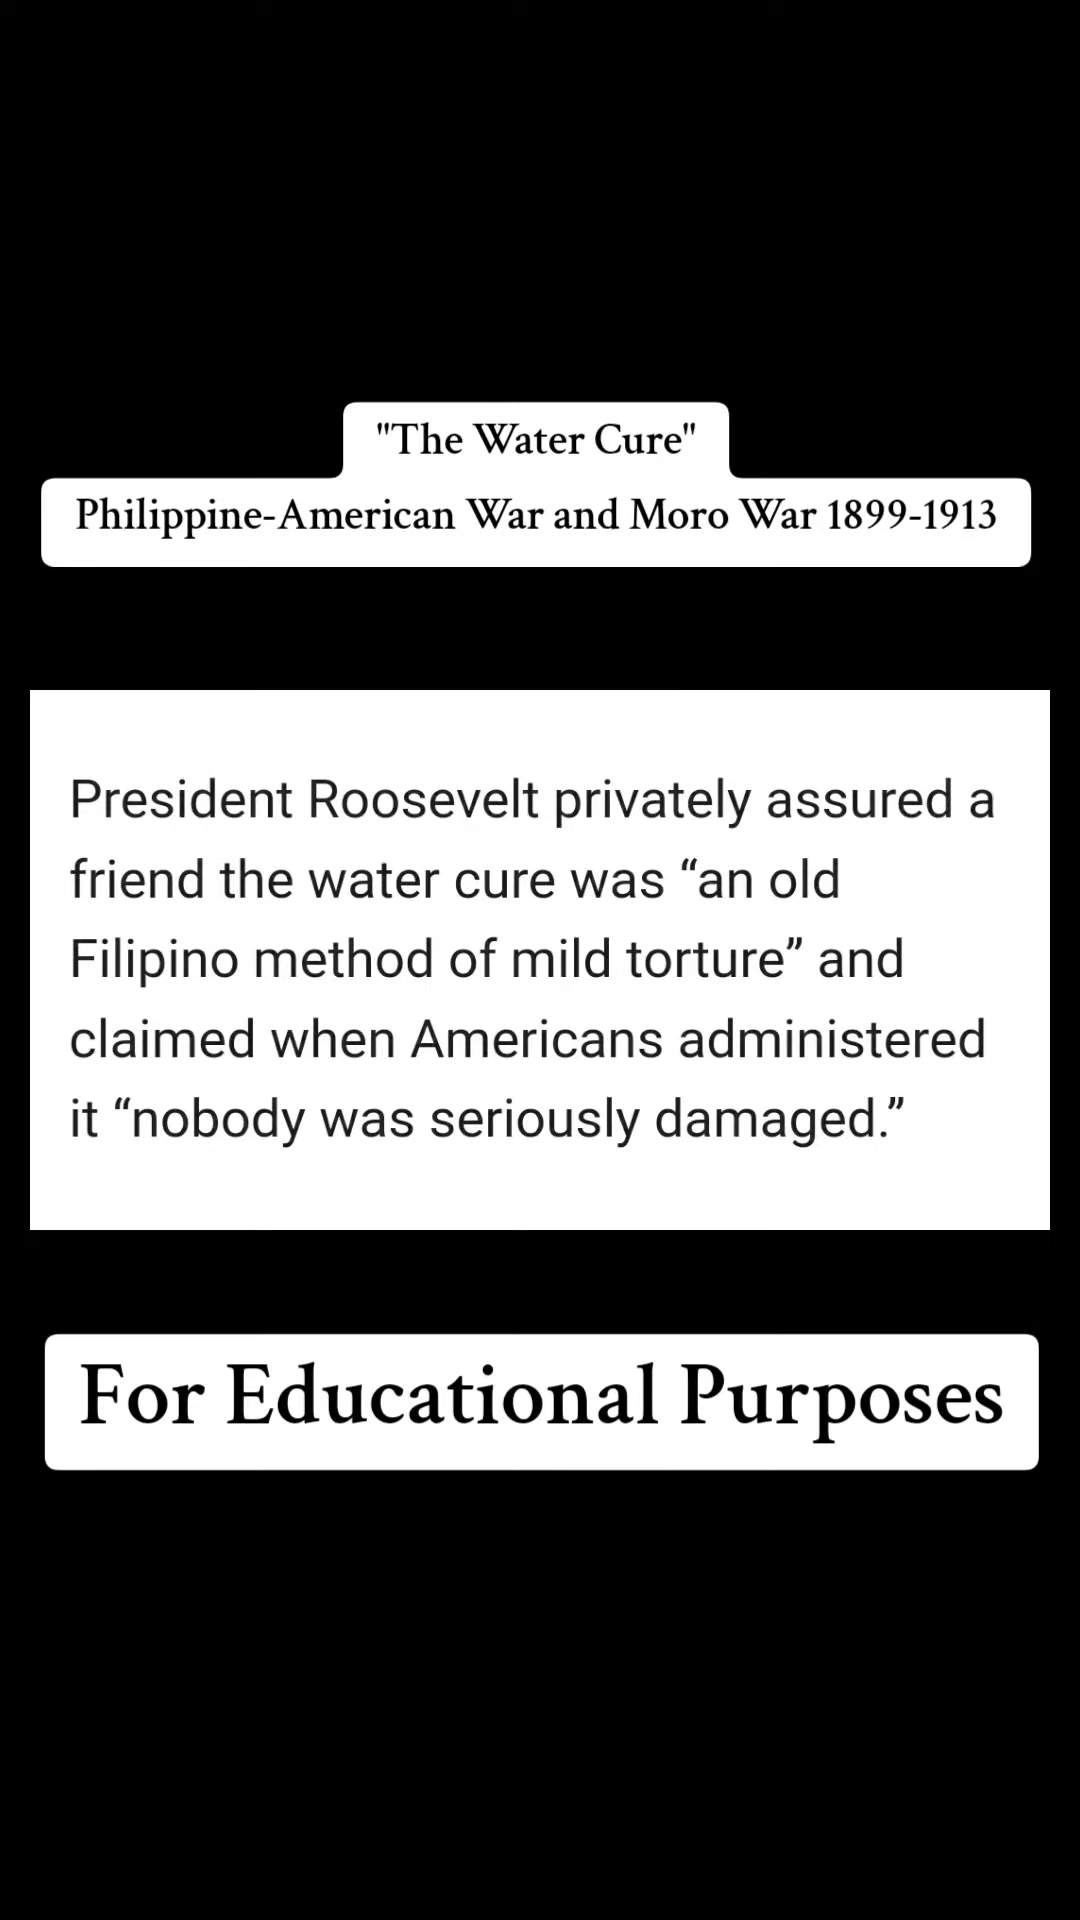 "The Water Cure"
Philippine-American War and Moro War 1899-1913
President Roosevelt privately assured a
friend the water cure was “an old
Filipino method of mild torture” and
claimed when Americans administered
it “nobody was seriously damaged.”
For Educational Purposes